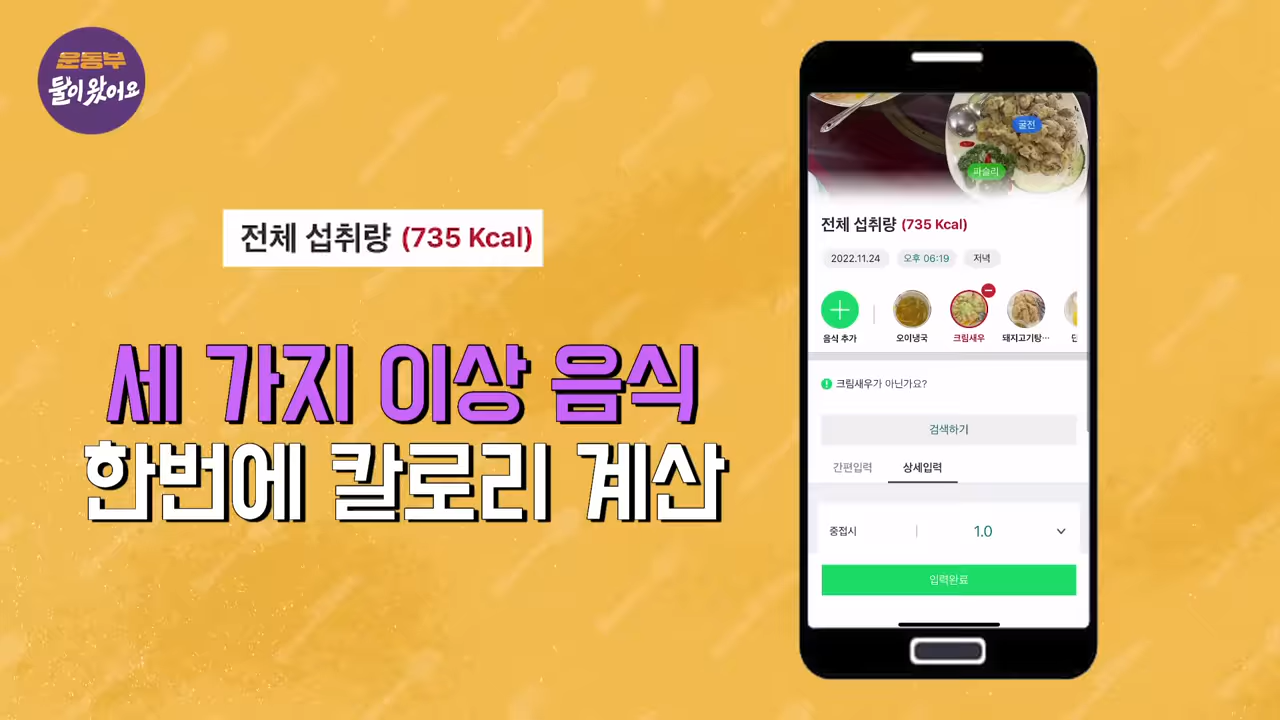 운동부
둘이 왔어요
전체 섭취량 (735 Kcal)
세 가지 이상 음식
한번에 칼로리 계산
굴전
파슬리
전체 섭취량 (735 Kcal)
2022.11.24 오후 06:19 저녁
음식 추가 오이냉국 크림새우 돼지고기탕… 단
크림새우가 아닌가요?
검색하기
간편입력 상세입력
중접시 1.0
입력완료